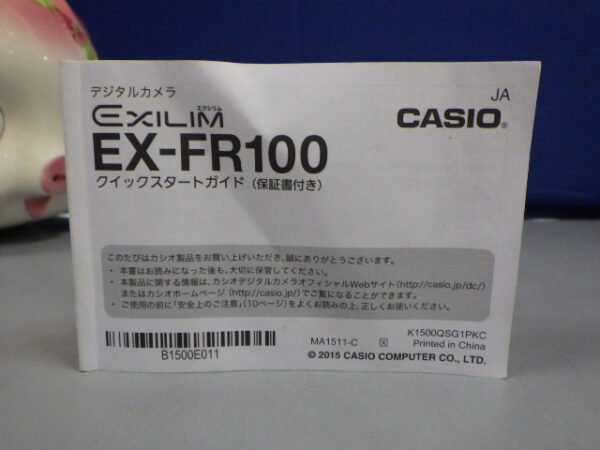 デジタルカメラ
JA
エクシリム
EXILIM
CASIO®
EX-FR100
クイックスタートガイド（保証書付き）
このたびはカシオ製品をお買い上げいただき、誠にありがとうございます。
• 本書はお読みになった後も、大切に保管してください。
• 本製品に関する情報は、カシオデジタルカメラオフィシャルWebサイト（http://casio.jp/dc/）
またはカシオホームページ（http://casio.jp/）でご覧になることができます。
• ご使用の前に「安全上のご注意」（10ページ）をよくお読みの上、正しくお使いください。
B1500E011
MA1511-C
K1500QSG1PKC
Printed in China
© 2015 CASIO COMPUTER CO., LTD.